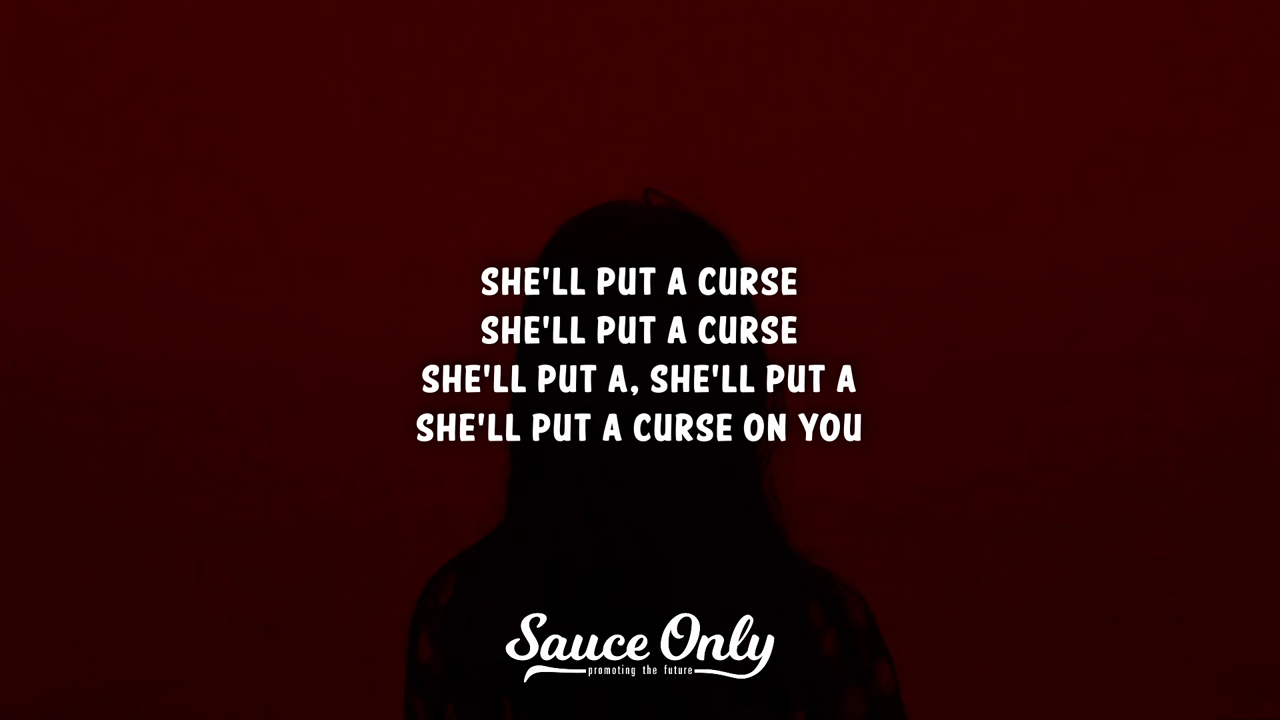 SHE'LL PUT A CURSE
SHE'LL PUT A CURSE
SHE'LL PUT A, SHE'LL PUT A
SHE'LL PUT A CURSE ON YOU
Sauce Only
promoting the future